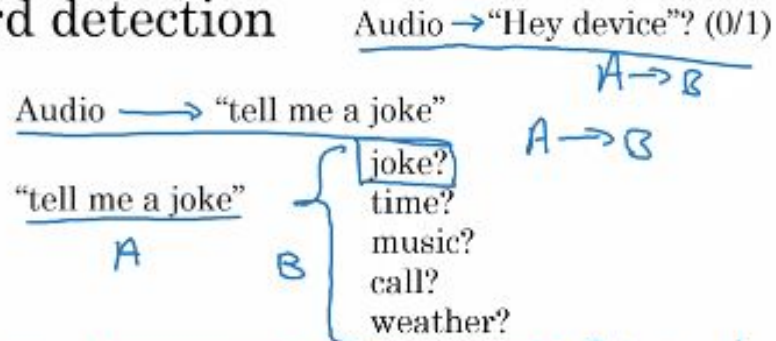 rd detection
Audio → “Hey device”? (0/1)
A → B
Audio → “tell me a joke”
A → B
“tell me a joke”
A
B
joke?
time?
music?
call?
weather?